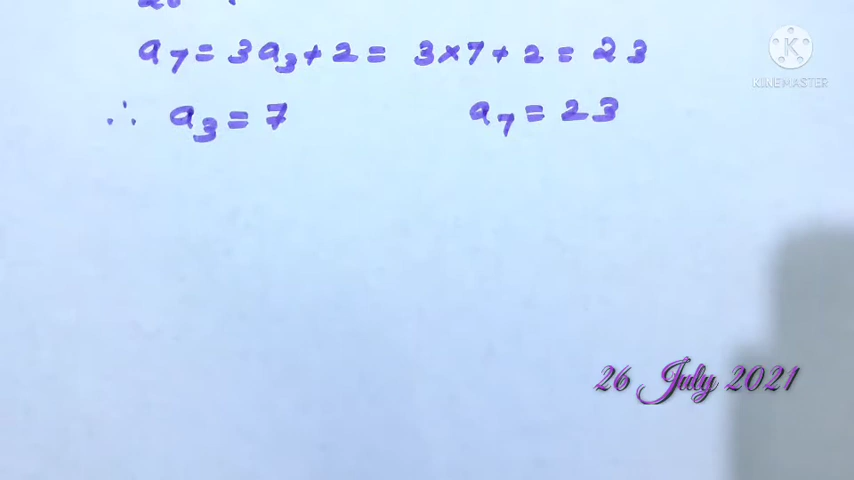 a₇ = 3a₃ + 2 = 3×7 + 2 = 23
∴ a₃ = 7 a₇ = 23
K
KINEMASTER
26 July 2021